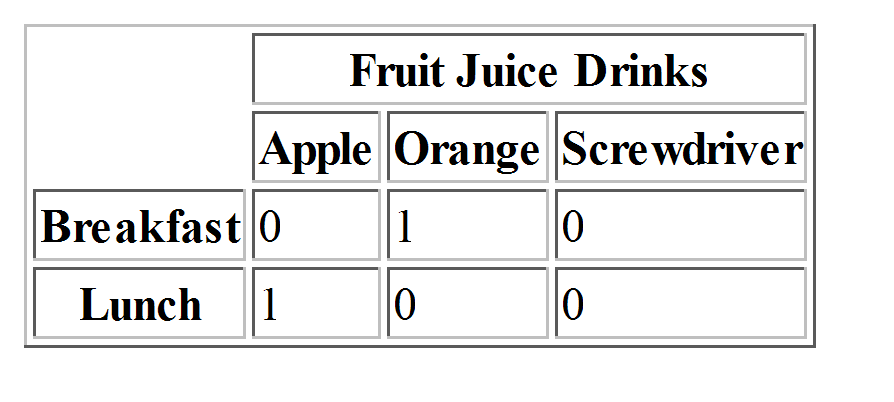 Fruit Juice Drinks
Apple Orange Screwdriver
Breakfast 0 1 0
Lunch 1 0 0